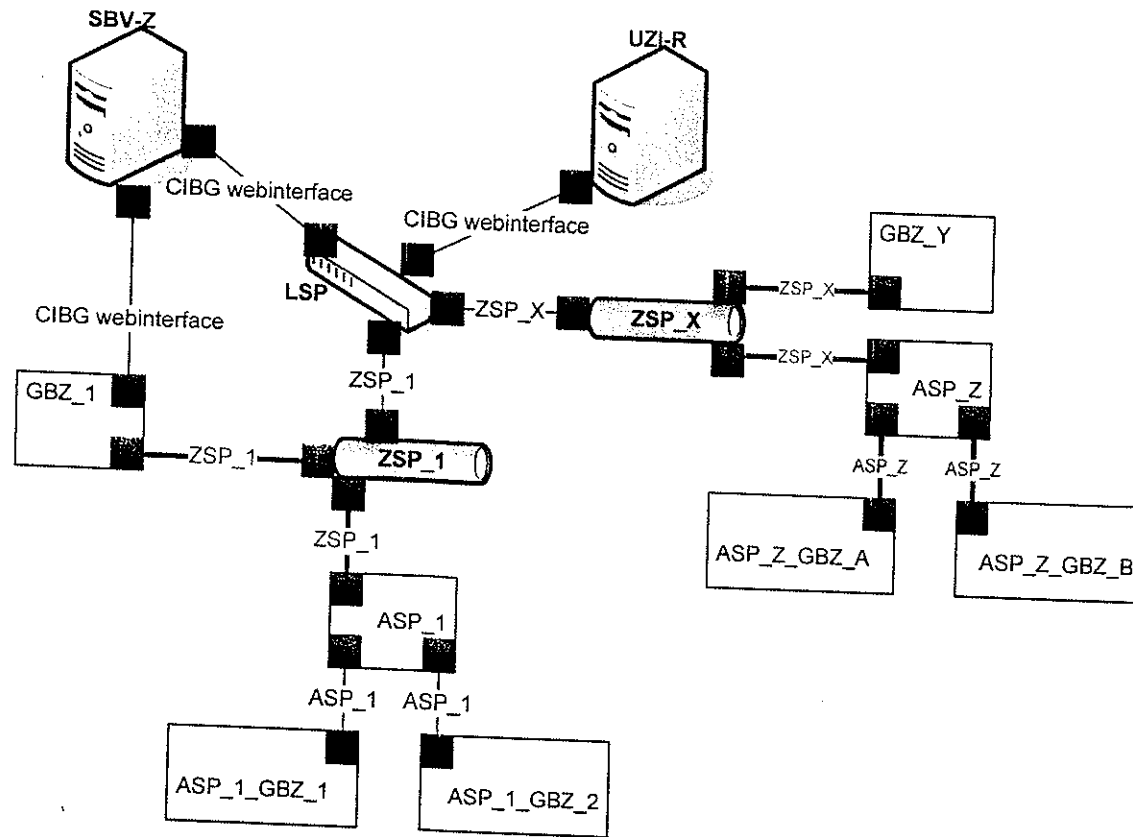 SBV-Z
UZI-R
CIBG webinterface
CIBG webinterface
GBZ_Y
LSP
ZSP_X
ZSP_X
ZSP_X
CIBG webinterface
ZSP_X
ZSP_1
GBZ_1
ASP_Z
ZSP_1
ZSP_1
ASP_Z
ASP_Z
ZSP_1
ASP_Z_GBZ_A
ASP_Z_GBZ_B
ASP_1
ASP_1
ASP_1
ASP_1_GBZ_1
ASP_1_GBZ_2